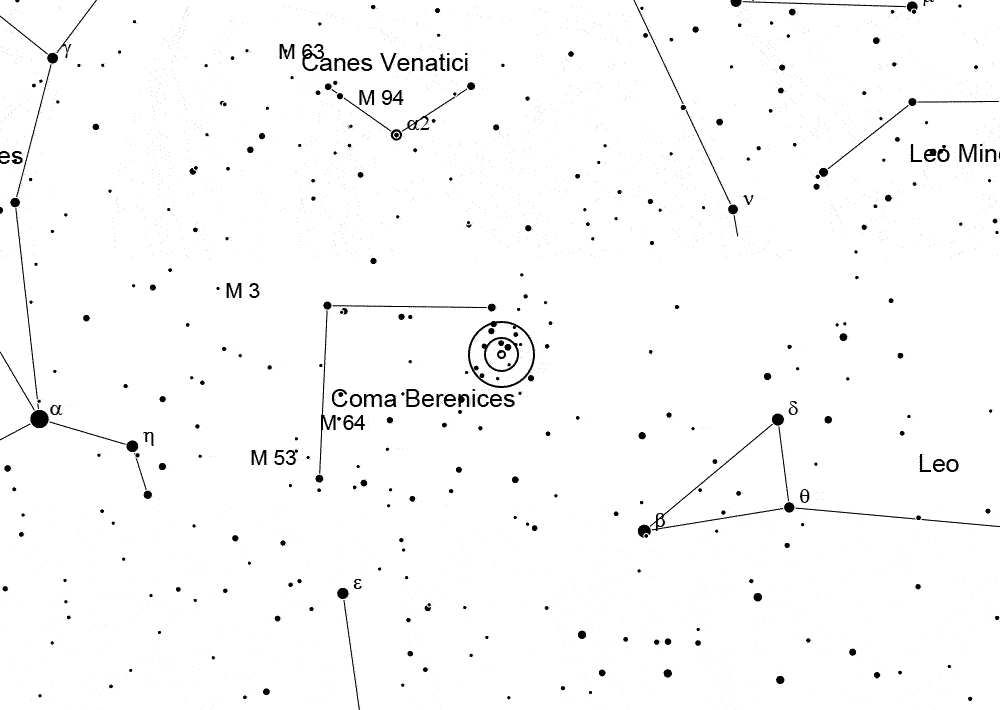 μ
γ
M 63
Canes Venatici
M 94
α2
es
Leo Mino
ν
M 3
Coma Berenices
M 64
δ
α
η
M 53
Leo
θ
β
ε